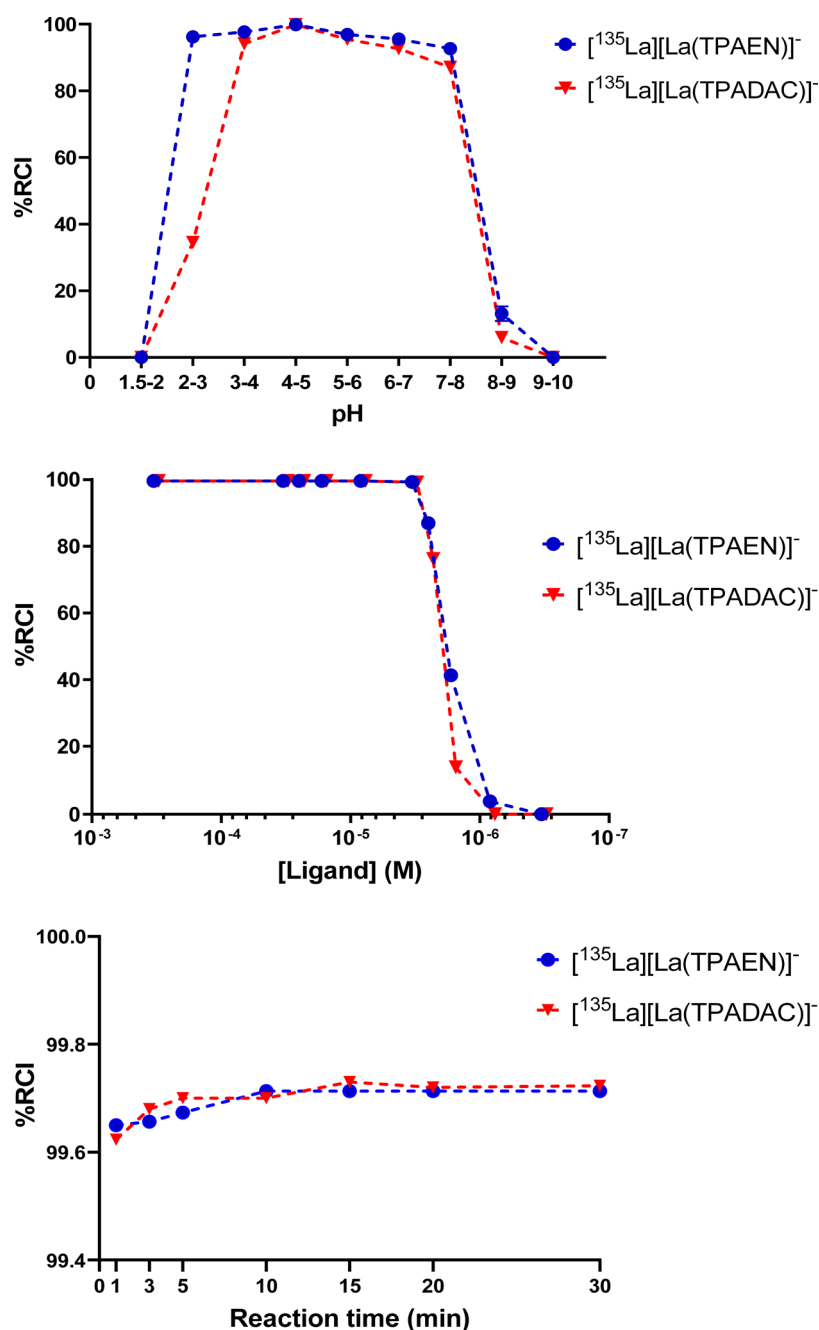 100
80
60
40
20
0
%RCI
0 1.5-2 2-3 3-4 4-5 5-6 6-7 7-8 8-9 9-10
pH
[¹³⁵La][La(TPAEN)]⁻
[¹³⁵La][La(TPADAC)]⁻
100
80
60
40
20
0
%RCI
10⁻³ 10⁻⁴ 10⁻⁵ 10⁻⁶ 10⁻⁷
[Ligand] (M)
[¹³⁵La][La(TPAEN)]⁻
[¹³⁵La][La(TPADAC)]⁻
100.0
99.8
99.6
99.4
%RCI
0 1 3 5 10 15 20 30
Reaction time (min)
[¹³⁵La][La(TPAEN)]⁻
[¹³⁵La][La(TPADAC)]⁻